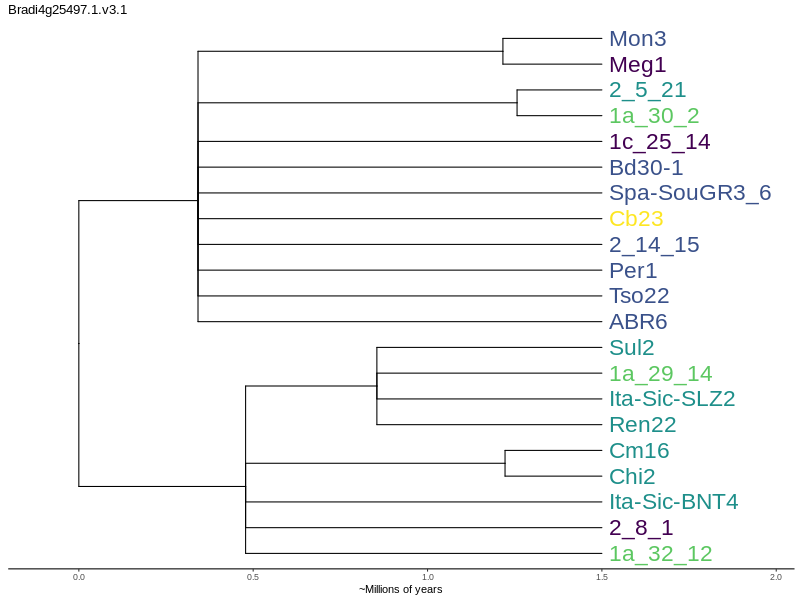 Bradi4g25497.1.v3.1
Mon3
Meg1
2_5_21
1a_30_2
1c_25_14
Bd30-1
Spa-SouGR3_6
Cb23
2_14_15
Per1
Tso22
ABR6
Sul2
1a_29_14
Ita-Sic-SLZ2
Ren22
Cm16
Chi2
Ita-Sic-BNT4
2_8_1
1a_32_12
0.0 0.5 1.0 1.5 2.0
~Millions of years